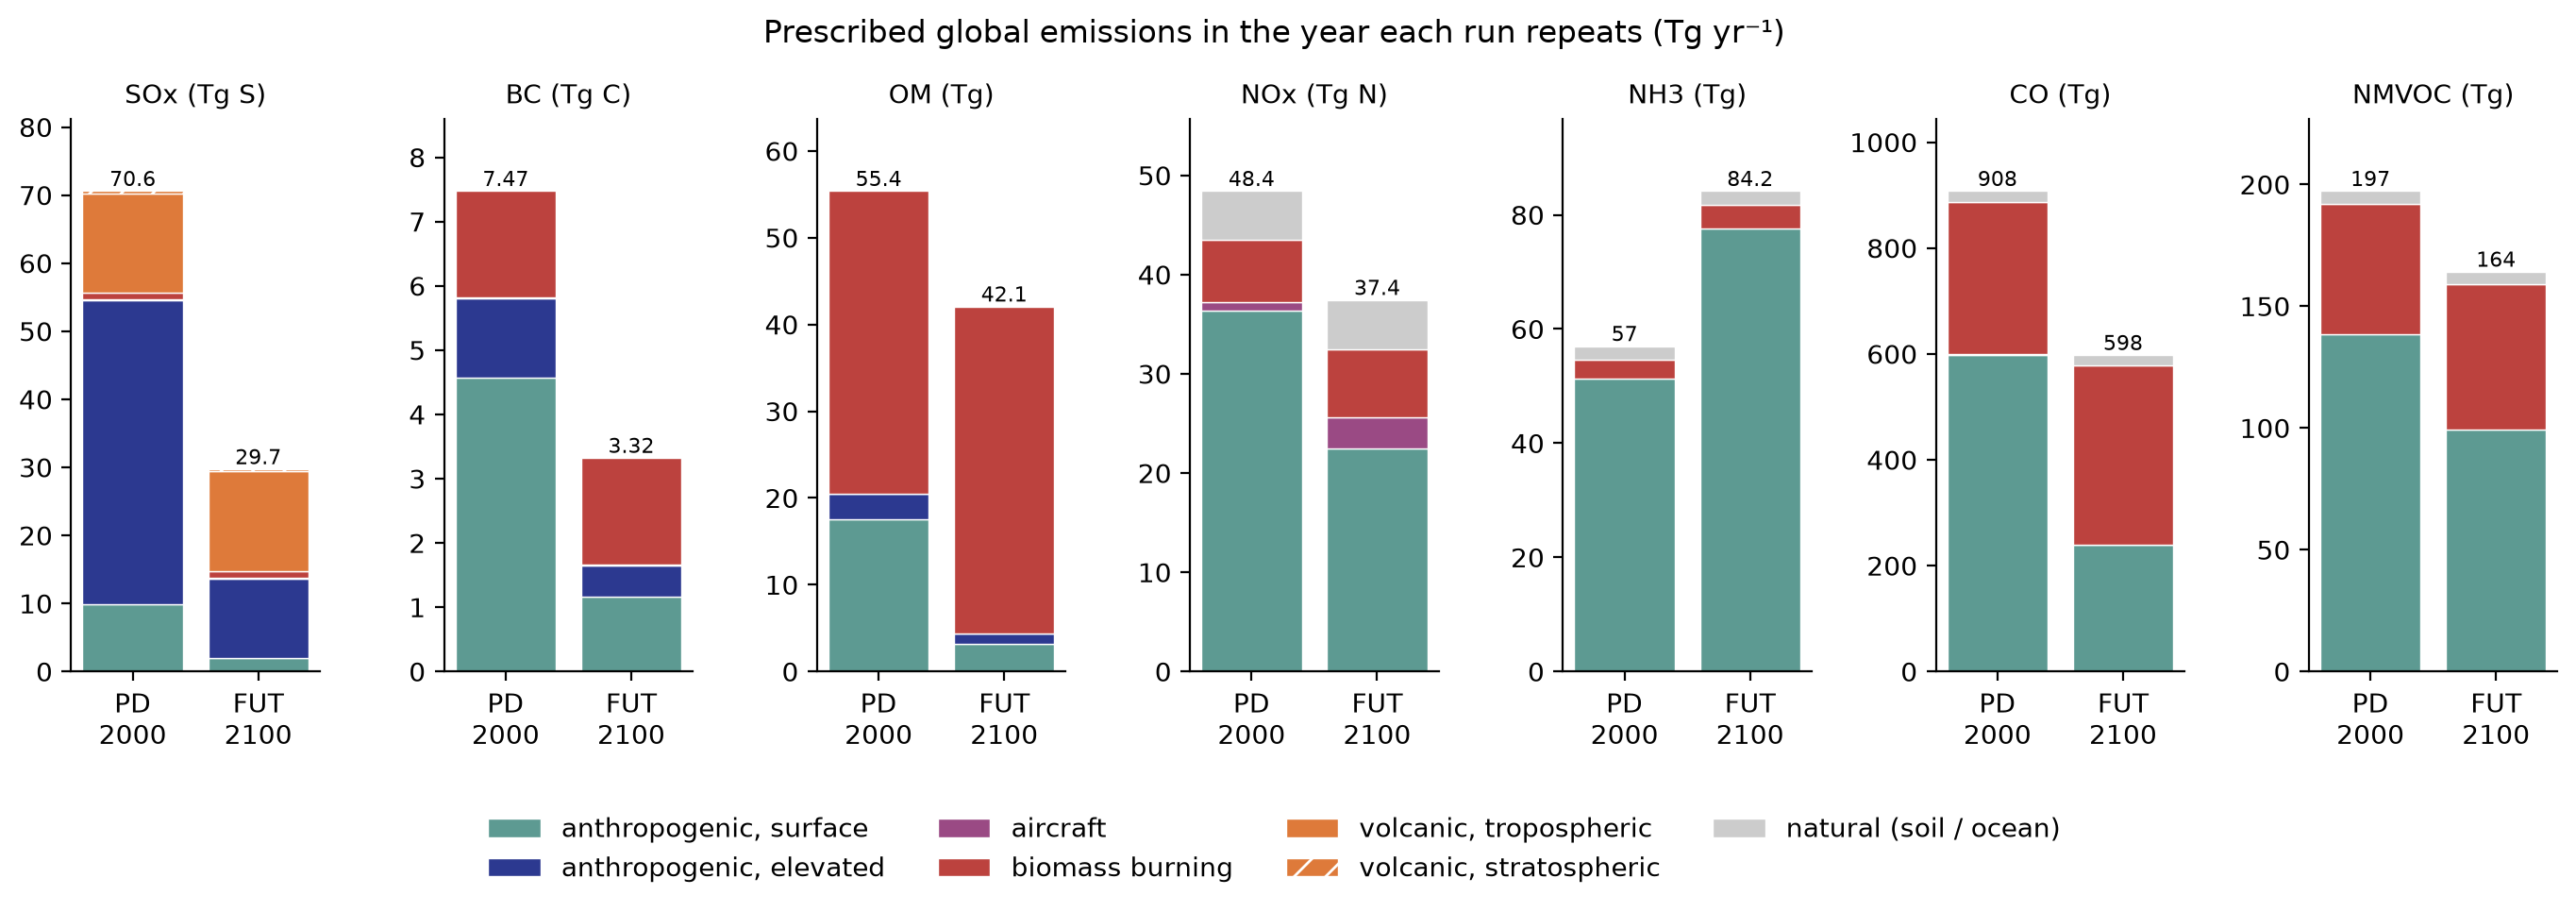 Prescribed global emissions in the year each run repeats (Tg yr⁻¹)
SOx (Tg S)
80
70
60
50
40
30
20
10
0
70.6
29.7
PD
2000
FUT
2100
BC (Tg C)
8
7
6
5
4
3
2
1
0
7.47
3.32
PD
2000
FUT
2100
OM (Tg)
60
50
40
30
20
10
0
55.4
42.1
PD
2000
FUT
2100
NOx (Tg N)
50
40
30
20
10
0
48.4
37.4
PD
2000
FUT
2100
NH3 (Tg)
80
60
40
20
0
57
84.2
PD
2000
FUT
2100
CO (Tg)
1000
800
600
400
200
0
908
598
PD
2000
FUT
2100
NMVOC (Tg)
200
150
100
50
0
197
164
PD
2000
FUT
2100
anthropogenic, surface
anthropogenic, elevated
aircraft
biomass burning
volcanic, tropospheric
volcanic, stratospheric
natural (soil / ocean)